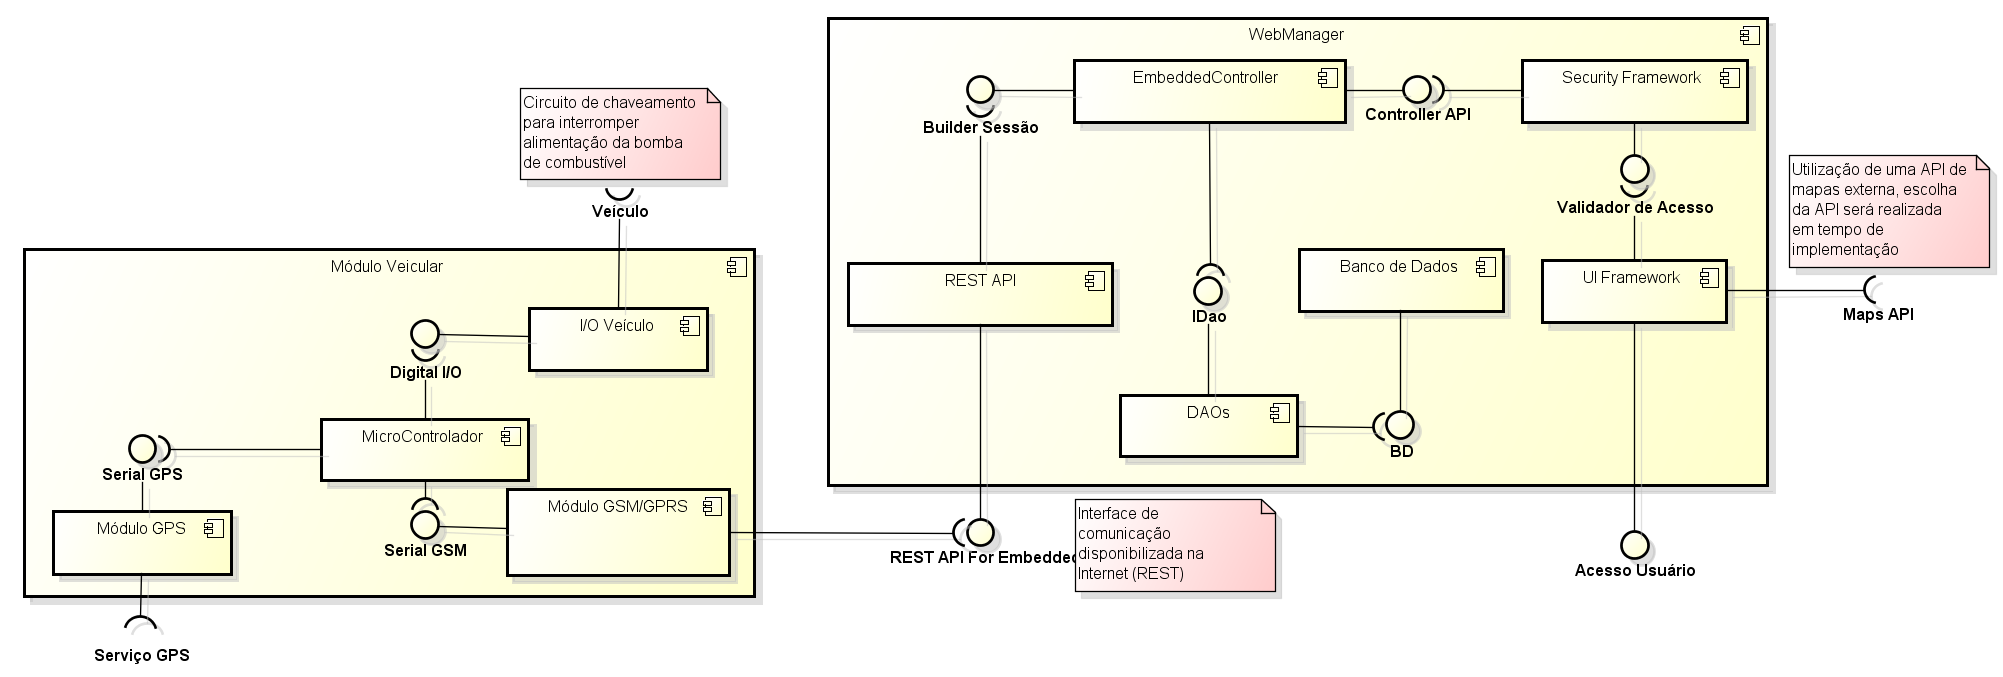 WebManager
EmbeddedController
Security Framework
Builder Sessão
Controller API
Circuito de chaveamento
para interromper
alimentação da bomba
de combustível
Veículo
Validador de Acesso
Utilização de uma API de
mapas externa, escolha
da API será realizada
em tempo de
implementação
Módulo Veicular
REST API
Banco de Dados
UI Framework
IDao
Maps API
I/O Veículo
Digital I/O
MicroControlador
DAOs
BD
Serial GPS
Módulo GPS
Módulo GSM/GPRS
Serial GSM
REST API For Embedded
Interface de
comunicação
disponibilizada na
Internet (REST)
Acesso Usuário
Serviço GPS